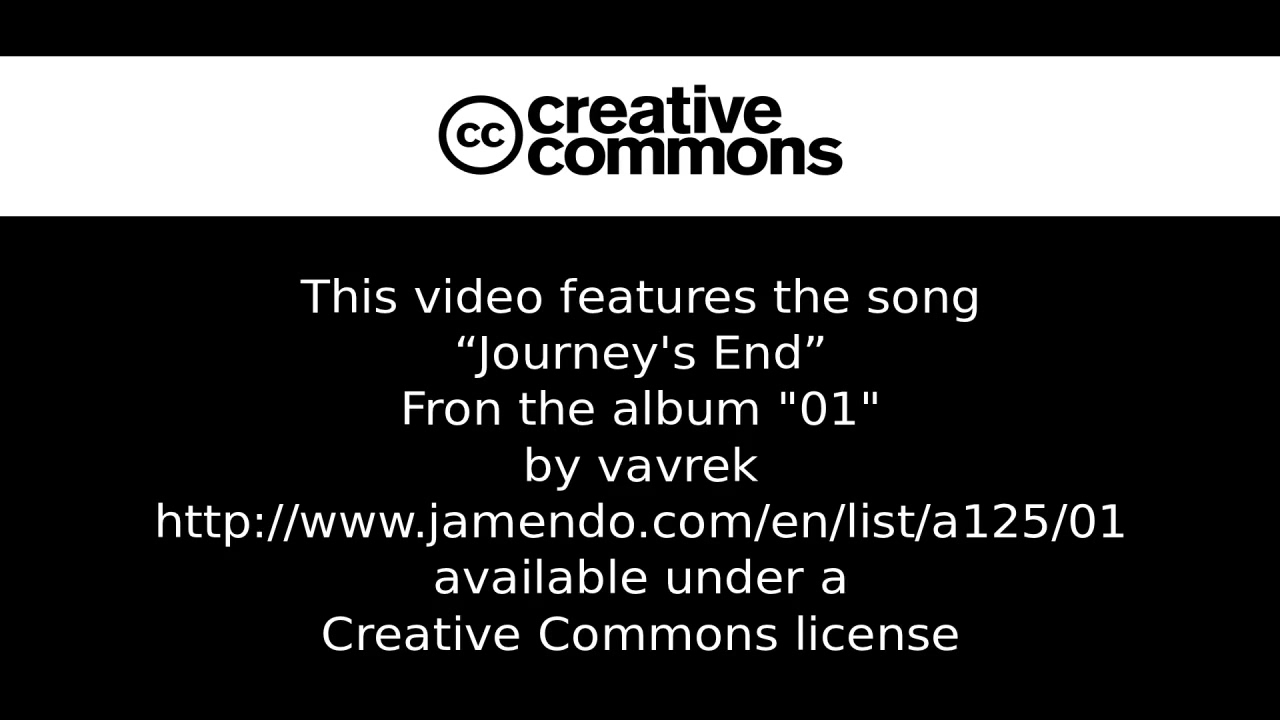 cc creative
commons
This video features the song
“Journey's End”
Fron the album "01"
by vavrek
http://www.jamendo.com/en/list/a125/01
available under a
Creative Commons license